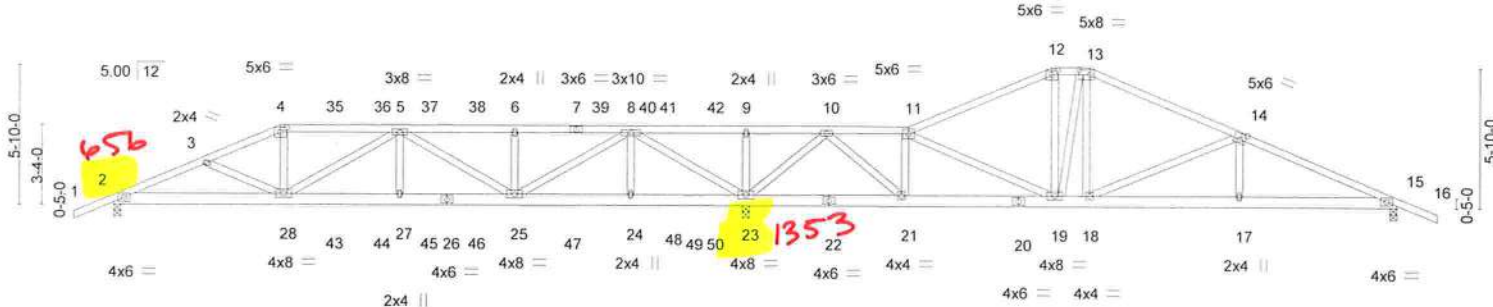 5x6 =
5x8 =
12 13
5.00 12
5x6 =
3x8 =
2x4 ||
3x6 = 3x10 =
2x4 ||
3x6 =
5x6 =
5x6 =
2x4 =
4 35 36 5 37 38 6 7 39 8 40 41 42 9 10 11
14
3
656
2
1
15
16
5-10-0
3-4-0
0-5-0
5-10-0
0-5-0
28 43 44 27 45 26 46 25 47 24 48 49 50 23 1353 22 21 20 19 18 17
4x6 =
4x8 =
4x6 =
4x8 =
2x4 ||
4x8 =
4x6 =
4x4 =
4x8 =
2x4 ||
4x6 =
2x4 ||
4x6 =
4x4 =